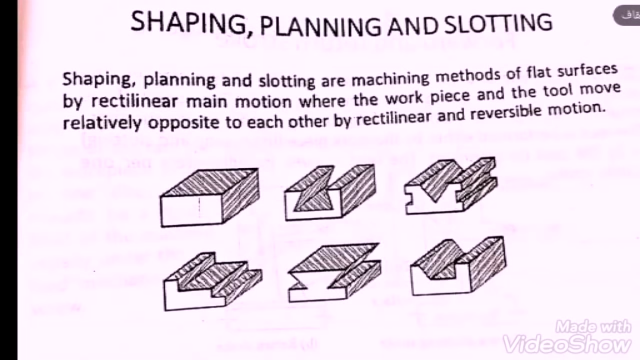 SHAPING, PLANNING AND SLOTTING
Shaping, planning and slotting are machining methods of flat surfaces
by rectilinear main motion where the work piece and the tool move
relatively opposite to each other by rectilinear and reversible motion.
Made with
VideoShow